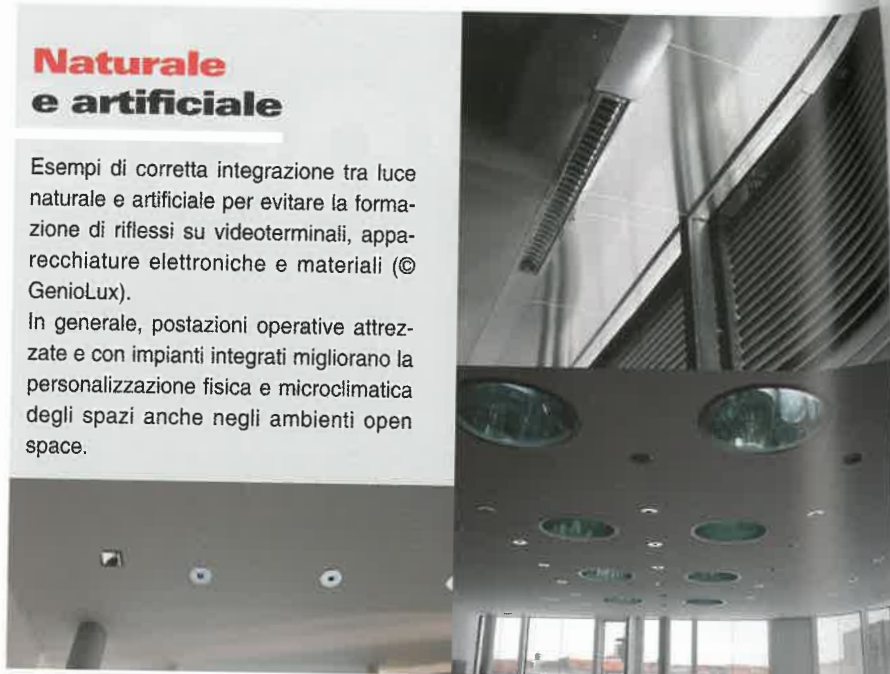 Naturale
e artificiale
Esempi di corretta integrazione tra luce
naturale e artificiale per evitare la forma-
zione di riflessi su videoterminali, appa-
recchiature elettroniche e materiali (©
GenioLux).
In generale, postazioni operative attrez-
zate e con impianti integrati migliorano la
personalizzazione fisica e microclimatica
degli spazi anche negli ambienti open
space.